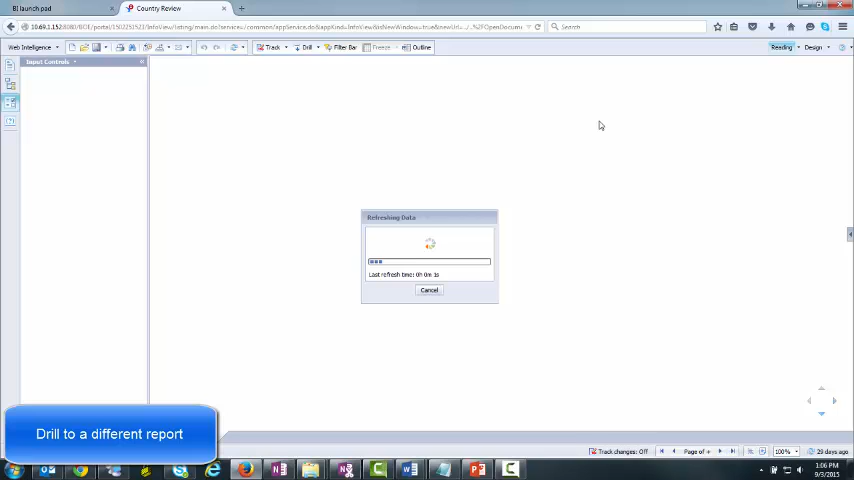 BI launch pad
Country Review
Search
Web Intelligence
Track
Drill
Filter Bar
Freeze
Outline
Reading
Design
Input Controls
Refreshing Data
Last refresh time: 0h 0m 1s
Cancel
Drill to a different report
Track changes: Off
Page of +
100%
29 days ago
1:06 PM
9/3/2015